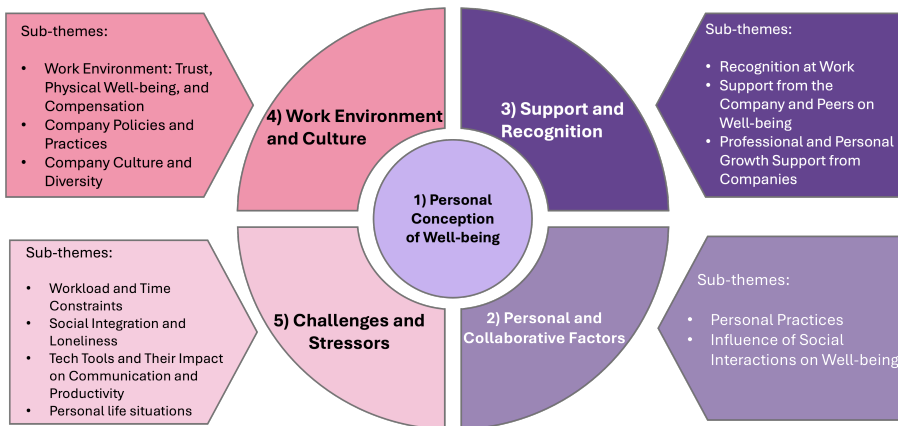 Sub-themes:
• Work Environment: Trust,
Physical Well-being, and
Compensation
• Company Policies and
Practices
• Company Culture and
Diversity
4) Work Environment
and Culture
3) Support and
Recognition
Sub-themes:
• Recognition at Work
• Support from the
Company and Peers on
Well-being
• Professional and Personal
Growth Support from
Companies
1) Personal
Conception
of Well-being
Sub-themes:
• Workload and Time
Constraints
• Social Integration and
Loneliness
• Tech Tools and Their Impact
on Communication and
Productivity
• Personal life situations
5) Challenges and
Stressors
2) Personal and
Collaborative Factors
Sub-themes:
• Personal Practices
• Influence of Social
Interactions on Well-being